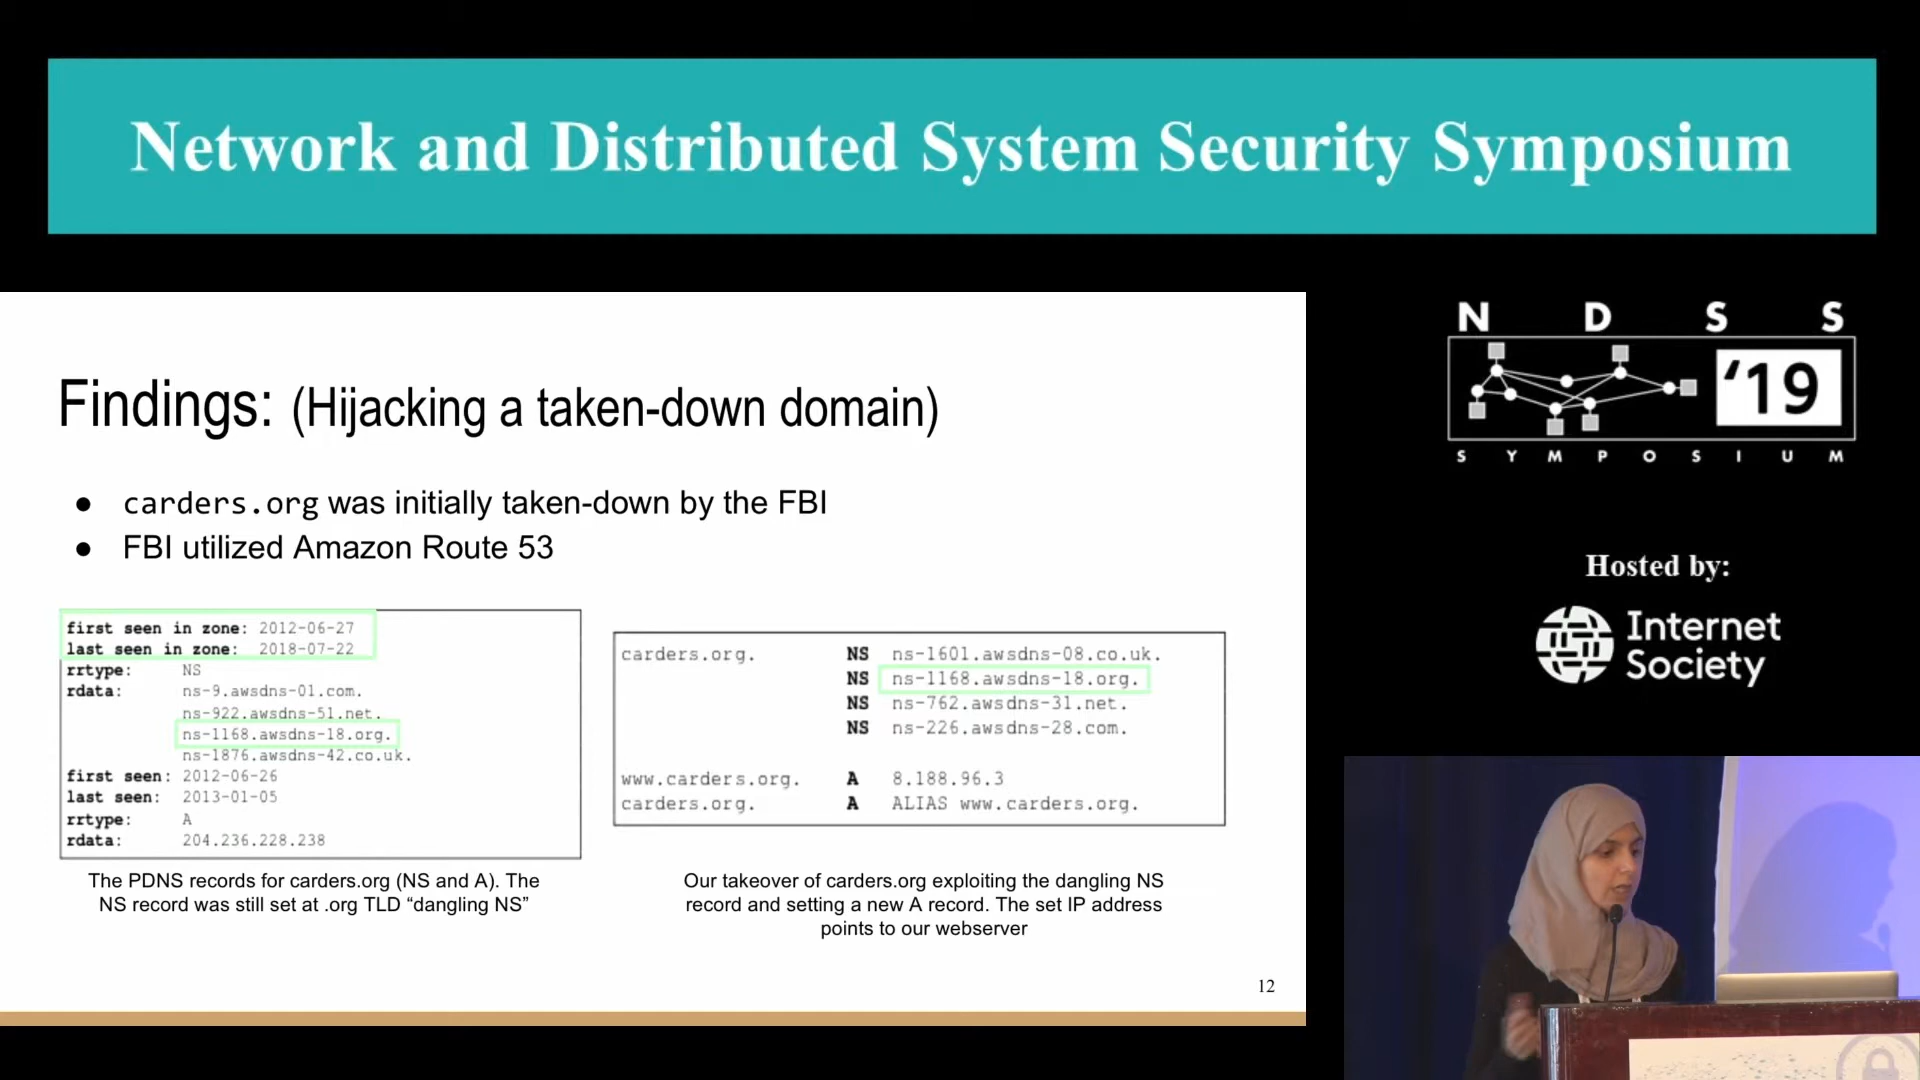 Network and Distributed System Security Symposium
N D S S
'19
S Y M P O S I U M
Hosted by:
Internet
Society
Findings: (Hijacking a taken-down domain)
● carders.org was initially taken-down by the FBI
● FBI utilized Amazon Route 53
first seen in zone: 2012-06-27
last seen in zone: 2018-07-22
rrtype: NS
rdata: ns-9.awsdns-01.com.
ns-922.awsdns-51.net.
ns-1168.awsdns-18.org.
ns-1876.awsdns-42.co.uk.
first seen: 2012-06-26
last seen: 2013-01-05
rrtype: A
rdata: 204.236.228.238
The PDNS records for carders.org (NS and A). The
NS record was still set at .org TLD “dangling NS”
carders.org. NS ns-1601.awsdns-08.co.uk.
NS ns-1168.awsdns-18.org.
NS ns-762.awsdns-31.net.
NS ns-226.awsdns-28.com.
www.carders.org. A 8.188.96.3
carders.org. A ALIAS www.carders.org.
Our takeover of carders.org exploiting the dangling NS
record and setting a new A record. The set IP address
points to our webserver
12